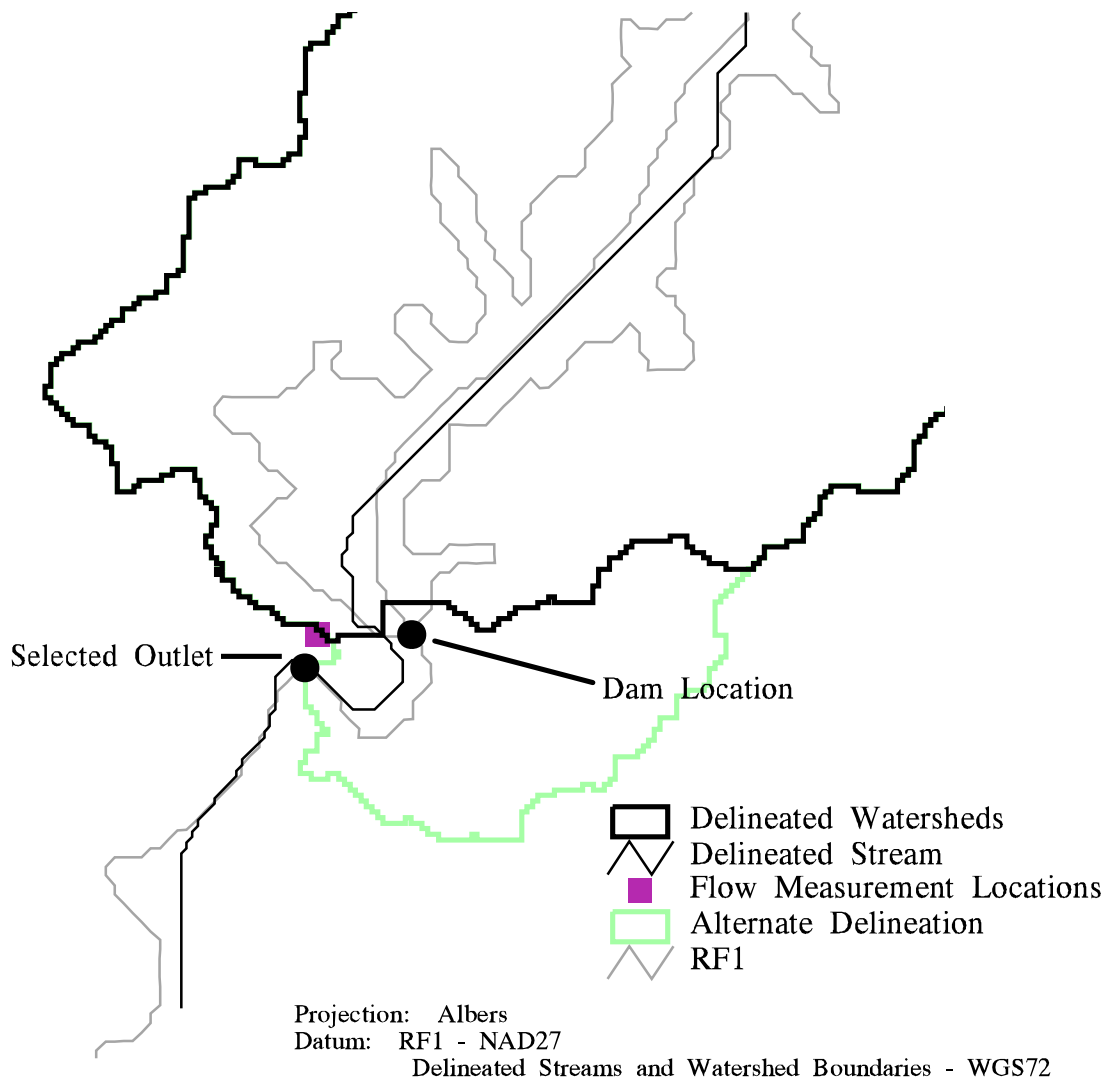 Selected Outlet
Dam Location
Delineated Watersheds
Delineated Stream
Flow Measurement Locations
Alternate Delineation
RF1
Projection: Albers
Datum: RF1 - NAD27
Delineated Streams and Watershed Boundaries - WGS72